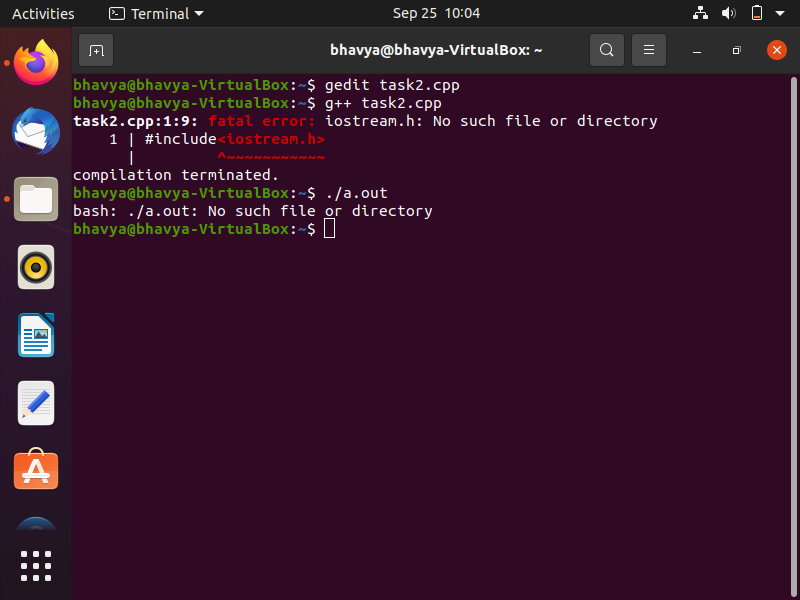 Activities Terminal Sep 25 10:04
bhavya@bhavya-VirtualBox: ~
bhavya@bhavya-VirtualBox:~$ gedit task2.cpp
bhavya@bhavya-VirtualBox:~$ g++ task2.cpp
task2.cpp:1:9: fatal error: iostream.h: No such file or directory
    1 | #include<iostream.h>
      |         ^~~~~~~~~~~~
compilation terminated.
bhavya@bhavya-VirtualBox:~$ ./a.out
bash: ./a.out: No such file or directory
bhavya@bhavya-VirtualBox:~$